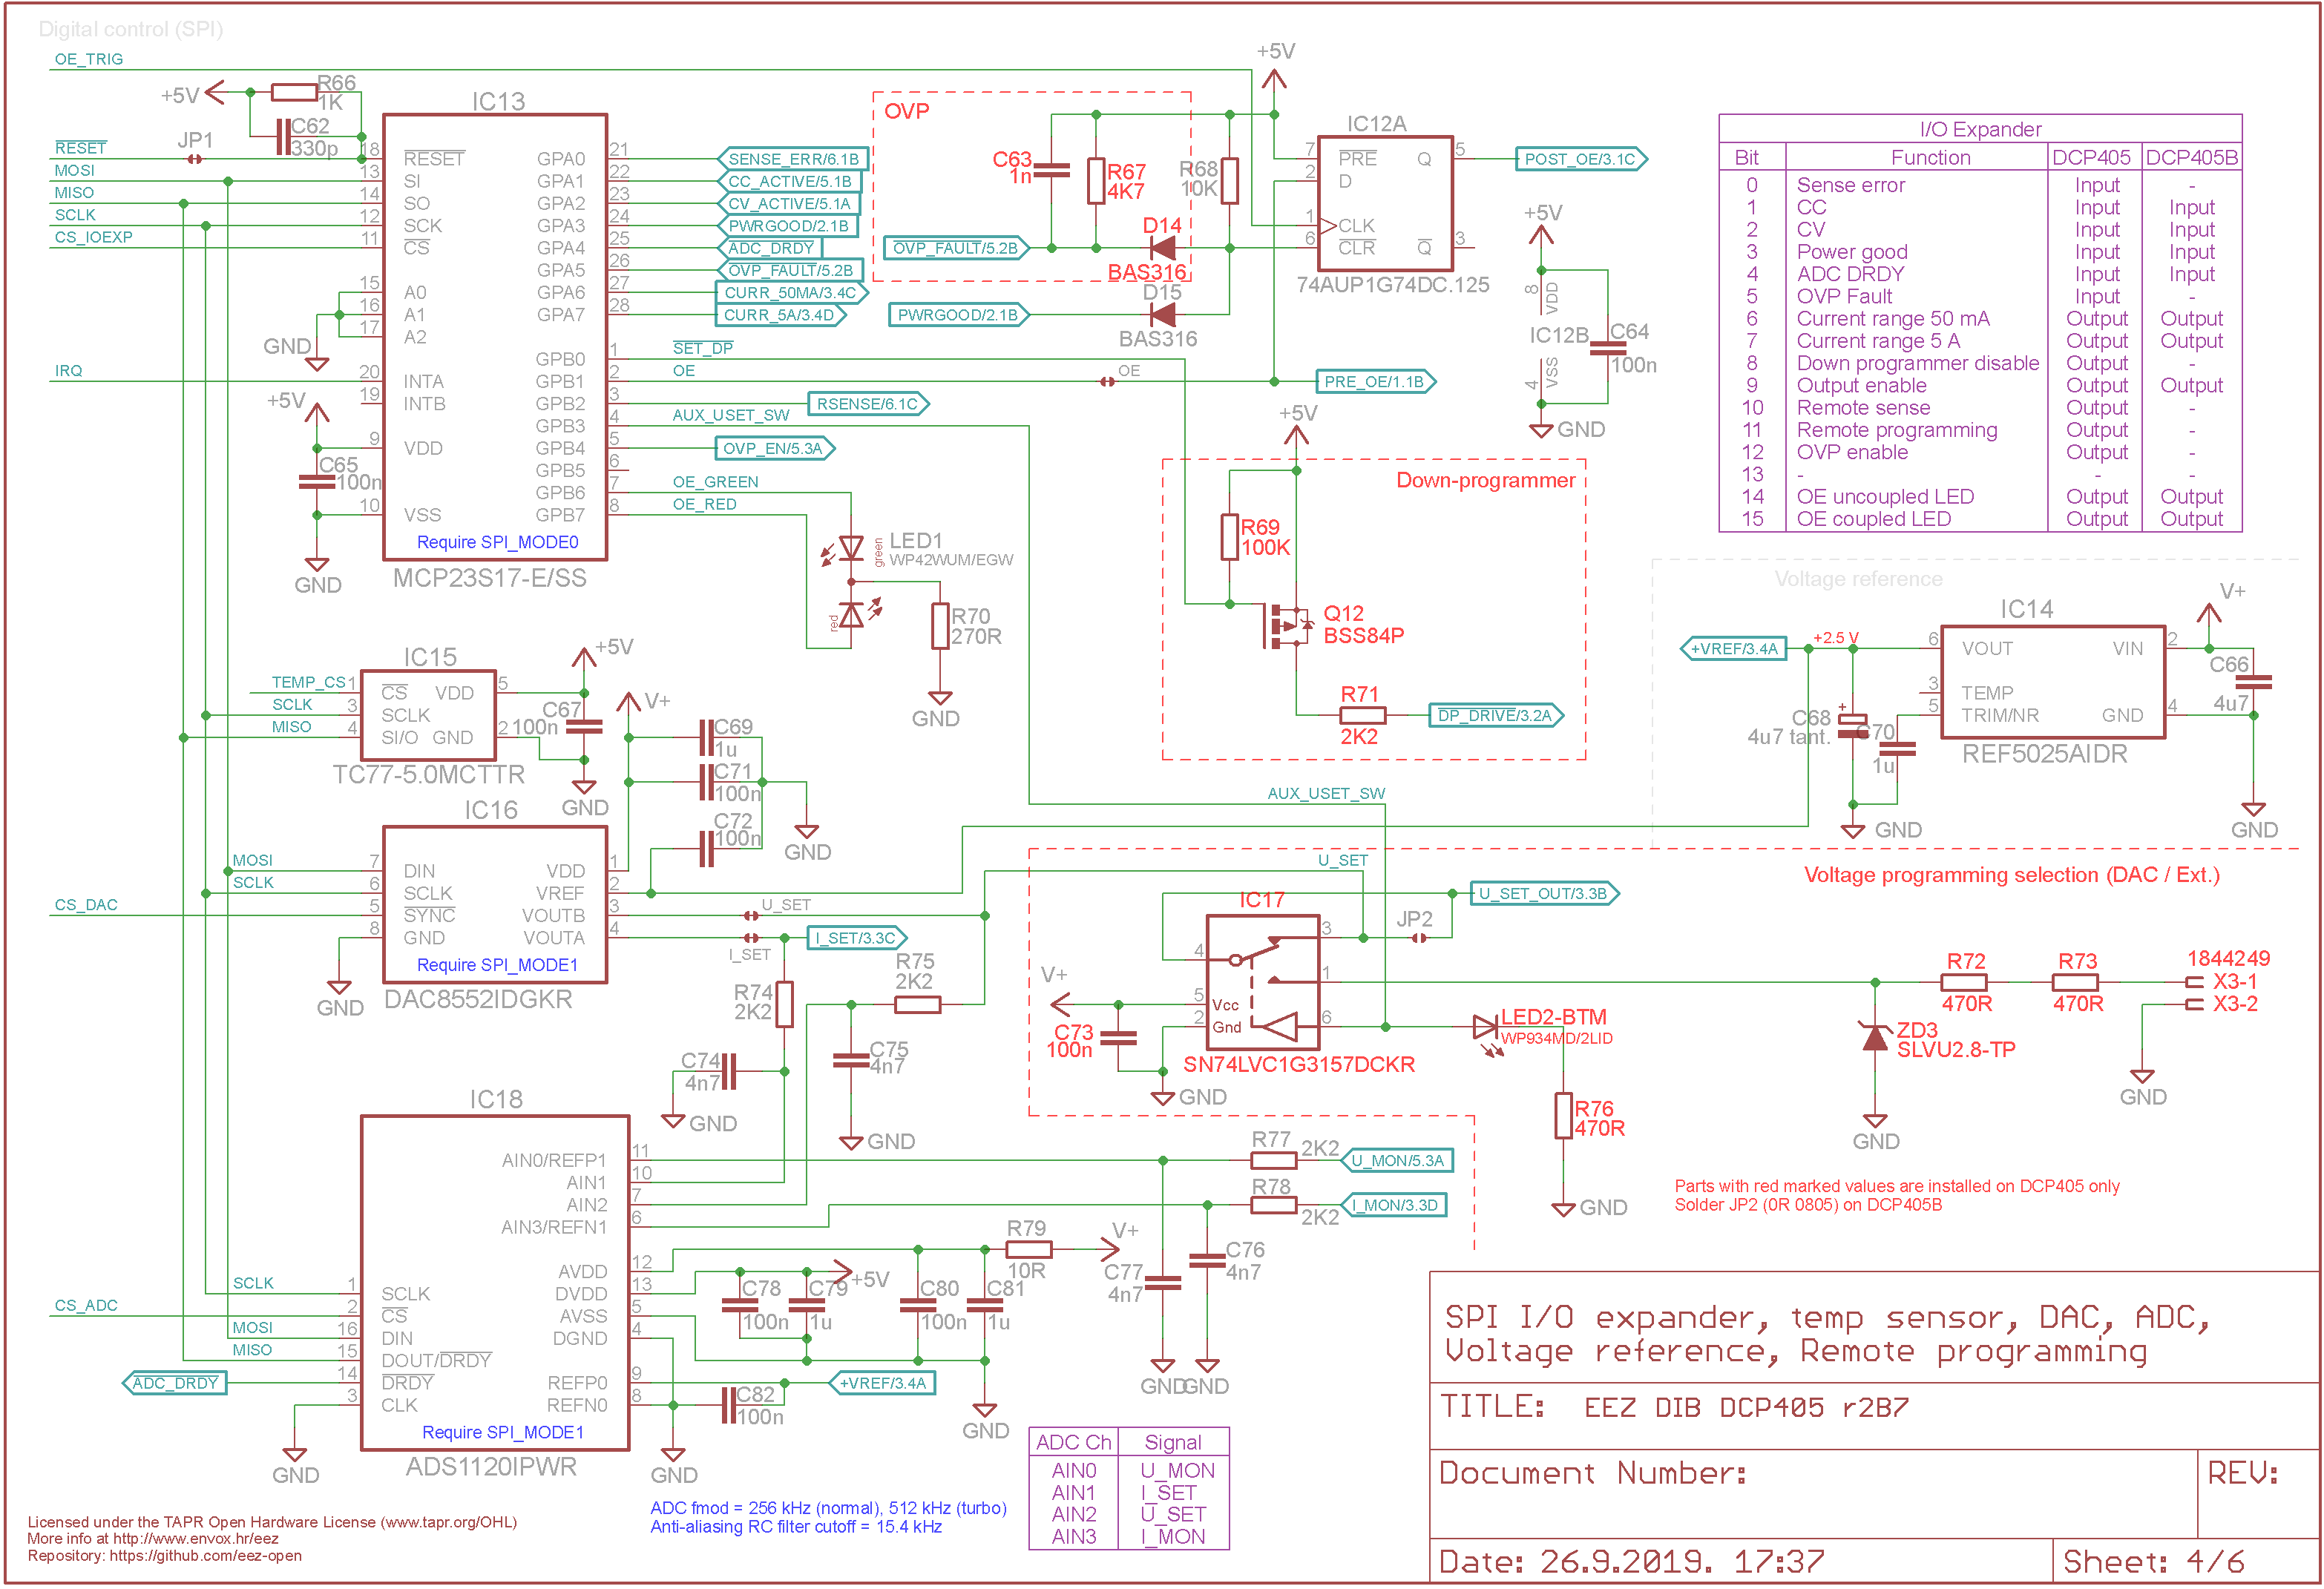 Digital control (SPI)
OE_TRIG
+5V
R66
1K
C62
330p
JP1
RESET
MOSI
MISO
SCLK
CS_IOEXP
IRQ
IC13
18 RESET
13 SI
14 SO
12 SCK
11 CS
15 A0
16 A1
17 A2
20 INTA
19 INTB
9 VDD
10 VSS
GPA0 21 SENSE_ERR/6.1B
GPA1 22 CC_ACTIVE/5.1B
GPA2 23 CV_ACTIVE/5.1A
GPA3 24 PWRGOOD/2.1B
GPA4 25 ADC_DRDY
GPA5 26 OVP_FAULT/5.2B
GPA6 27 CURR_50MA/3.4C
GPA7 28 CURR_5A/3.4D
GPB0 1 SET_DP
GPB1 2 OE
GPB2 3 RSENSE/6.1C
GPB3 4 AUX_USET_SW
GPB4 5 OVP_EN/5.3A
GPB5 6
GPB6 7 OE_GREEN
GPB7 8 OE_RED
Require SPI_MODE0
MCP23S17-E/SS
GND
+5V
C65
100n
GND
OVP
C63
1n
R67
4K7
R68
10K
D14
BAS316
OVP_FAULT/5.2B
D15
BAS316
PWRGOOD/2.1B
+5V
IC12A
7 PRE
2 D
1 CLK
6 CLR
Q 5
Q 3
74AUP1G74DC.125
POST_OE/3.1C
OE
PRE_OE/1.1B
+5V
8 VDD
IC12B
4 VSS
C64
100n
GND
I/O Expander
Bit Function DCP405 DCP405B
0 Sense error Input -
1 CC Input Input
2 CV Input Input
3 Power good Input Input
4 ADC DRDY Input Input
5 OVP Fault Input -
6 Current range 50 mA Output Output
7 Current range 5 A Output Output
8 Down programmer disable Output -
9 Output enable Output Output
10 Remote sense Output -
11 Remote programming Output -
12 OVP enable Output -
13 - - -
14 OE uncoupled LED Output Output
15 OE coupled LED Output Output
LED1
WP42WUM/EGW
green
red
R70
270R
GND
+5V
Down-programmer
R69
100K
Q12
BSS84P
R71
2K2
DP_DRIVE/3.2A
Voltage reference
IC14
V+
+VREF/3.4A
+2.5 V
6 VOUT
3 TEMP
5 TRIM/NR
VIN 2
GND 4
REF5025AIDR
C66
4u7
C68
4u7 tant.
C70
1u
GND
GND
IC15
+5V
TEMP_CS 1 CS
SCLK 3 SCLK
MISO 4 SI/O
VDD 5
GND 2
TC77-5.0MCTTR
C67
100n
GND
V+
C69
1u
C71
100n
C72
100n
GND
IC16
MOSI 7 DIN
SCLK 6 SCLK
CS_DAC 5 SYNC
8 GND
VDD 1
VREF 2
VOUTB 3
VOUTA 4
Require SPI_MODE1
DAC8552IDGKR
GND
U_SET
I_SET
I_SET/3.3C
R74
2K2
R75
2K2
C74
4n7
GND
C75
4n7
GND
AUX_USET_SW
U_SET
Voltage programming selection (DAC / Ext.)
IC17
U_SET_OUT/3.3B
JP2
4
5 Vcc
2 Gnd
3
1
6
SN74LVC1G3157DCKR
V+
C73
100n
GND
LED2-BTM
WP934MD/2LID
R76
470R
GND
R72
470R
R73
470R
1844249
X3-1
X3-2
ZD3
SLVU2.8-TP
GND
GND
Parts with red marked values are installed on DCP405 only
Solder JP2 (0R 0805) on DCP405B
IC18
AIN0/REFP1 11
AIN1 10
AIN2 7
AIN3/REFN1 6
AVDD 12
DVDD 13
AVSS 5
DGND 4
REFP0 9
REFN0 8
SCLK 1 SCLK
CS_ADC 2 CS
MOSI 16 DIN
MISO 15 DOUT/DRDY
ADC_DRDY 14 DRDY
3 CLK
Require SPI_MODE1
ADS1120IPWR
GND
GND
R77
2K2
U_MON/5.3A
R78
2K2
I_MON/3.3D
R79
10R
V+
+5V
C76
4n7
C77
4n7
GND
GND
C78
100n
C79
1u
C80
100n
C81
1u
C82
100n
+VREF/3.4A
GND
ADC Ch Signal
AIN0 U_MON
AIN1 I_SET
AIN2 U_SET
AIN3 I_MON
ADC fmod = 256 kHz (normal), 512 kHz (turbo)
Anti-aliasing RC filter cutoff = 15.4 kHz
Licensed under the TAPR Open Hardware License (www.tapr.org/OHL)
More info at http://www.envox.hr/eez
Repository: https://github.com/eez-open
SPI I/O expander, temp sensor, DAC, ADC,
Voltage reference, Remote programming
TITLE: EEZ DIB DCP405 r2B7
Document Number:
REV:
Date: 26.9.2019. 17:37
Sheet: 4/6